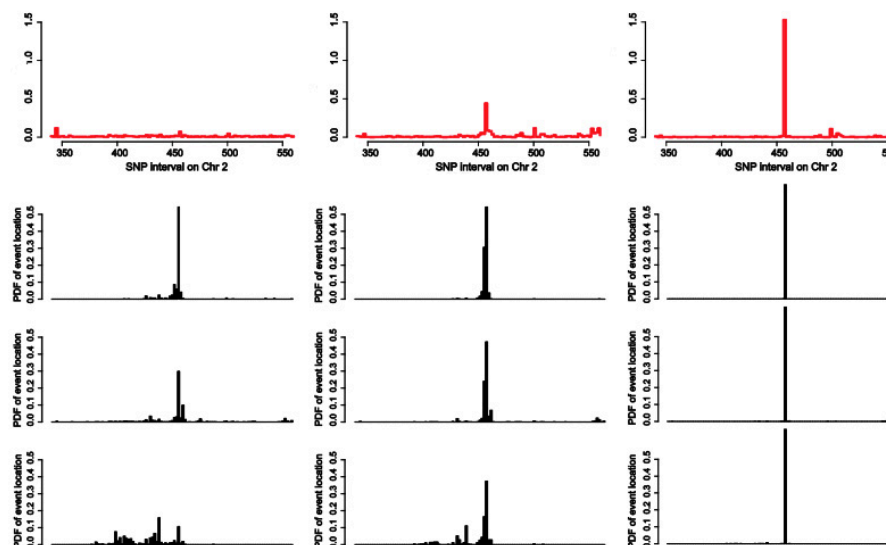 1.5 1.5 1.5
1.0 1.0 1.0
0.5 0.5 0.5
0.0 0.0 0.0
350 400 450 500 550 350 400 450 500 550 350 400 450 500 550
SNP interval on Chr 2 SNP interval on Chr 2 SNP interval on Chr 2
PDF of event location 0.0 0.1 0.2 0.3 0.4 0.5 PDF of event location 0.0 0.1 0.2 0.3 0.4 0.5 PDF of event location 0.0 0.1 0.2 0.3 0.4 0.5
PDF of event location 0.0 0.1 0.2 0.3 0.4 0.5 PDF of event location 0.0 0.1 0.2 0.3 0.4 0.5 PDF of event location 0.0 0.1 0.2 0.3 0.4 0.5
PDF of event location 0.0 0.1 0.2 0.3 0.4 0.5 PDF of event location 0.0 0.1 0.2 0.3 0.4 0.5 PDF of event location 0.0 0.1 0.2 0.3 0.4 0.5